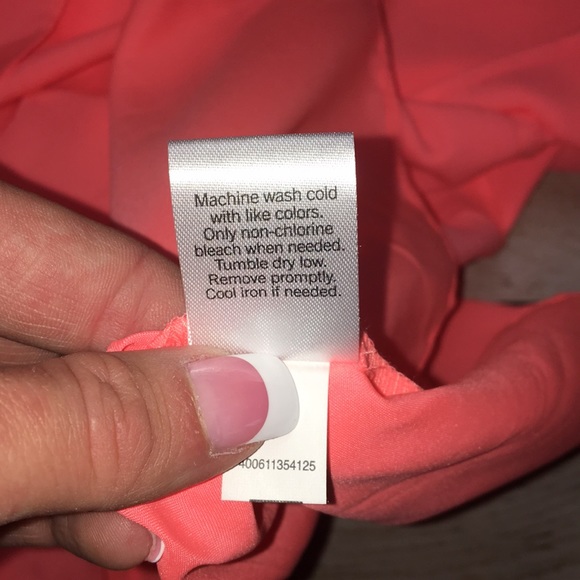 Machine wash cold
with like colors.
Only non-chlorine
bleach when needed.
Tumble dry low.
Remove promptly.
Cool iron if needed.
400611354125